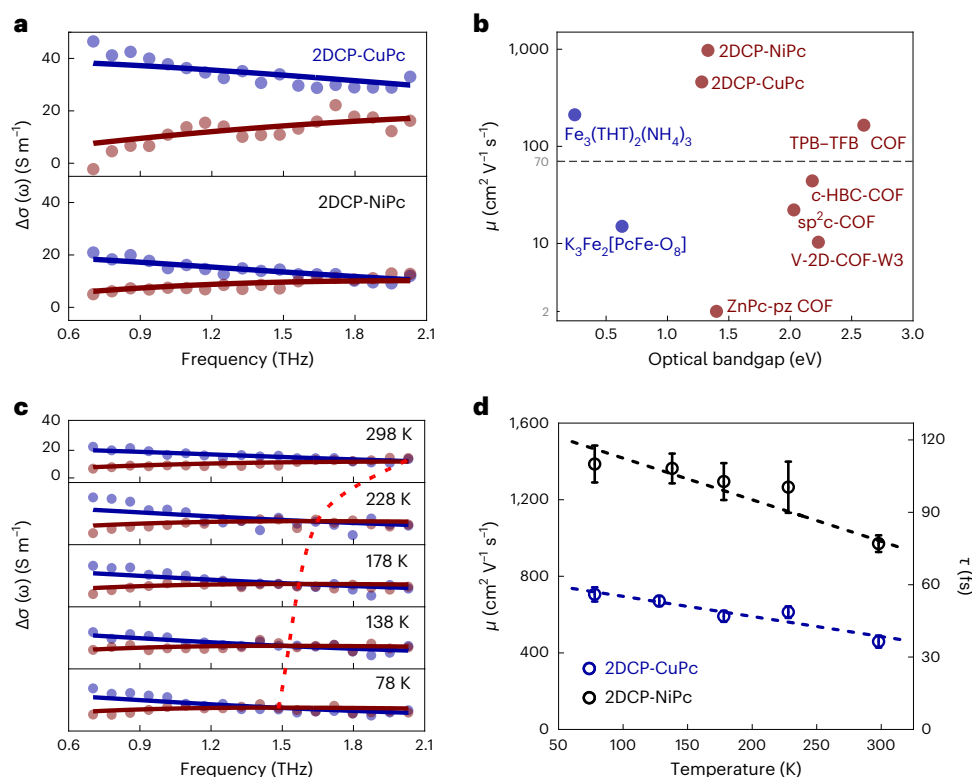 a
Δσ (ω) (S m⁻¹)
40
20
0
40
20
0
2DCP-CuPc
2DCP-NiPc
0.6 0.9 1.2 1.5 1.8 2.1
Frequency (THz)
b
μ (cm² V⁻¹ s⁻¹)
1,000
100
70
10
2
2DCP-NiPc
2DCP-CuPc
Fe₃(THT)₂(NH₄)₃
TPB–TFB COF
c-HBC-COF
sp²c-COF
K₃Fe₂[PcFe-O₈]
V-2D-COF-W3
ZnPc-pz COF
0.5 1.0 1.5 2.0 2.5 3.0
Optical bandgap (eV)
c
Δσ (ω) (S m⁻¹)
40
20
0
298 K
228 K
178 K
138 K
78 K
0.6 0.9 1.2 1.5 1.8 2.1
Frequency (THz)
d
μ (cm² V⁻¹ s⁻¹)
1,600
1,200
800
400
0
120
90
60
30
0
τ (fs)
2DCP-CuPc
2DCP-NiPc
50 100 150 200 250 300
Temperature (K)